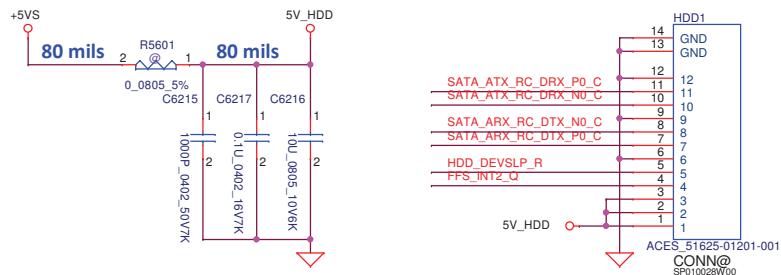 +5VS
5V_HDD
80 mils
2
R5601
@
1
80 mils
0_0805_5%
C6215
C6217
C6216
1
1
1
2
2
2
1000P_0402_50V7K
0.1U_0402_16V7K
10U_0805_10V6K
HDD1
14
GND
13
GND
12
12
SATA_ATX_RC_DRX_P0_C
11
11
SATA_ATX_RC_DRX_N0_C
10
10
9
9
SATA_ARX_RC_DTX_N0_C
8
8
SATA_ARX_RC_DTX_P0_C
7
7
6
6
HDD_DEVSLP_R
5
5
FFS_INT2_Q
4
4
3
3
2
2
5V_HDD
1
1
ACES_51625-01201-001
CONN@
SP010028W00